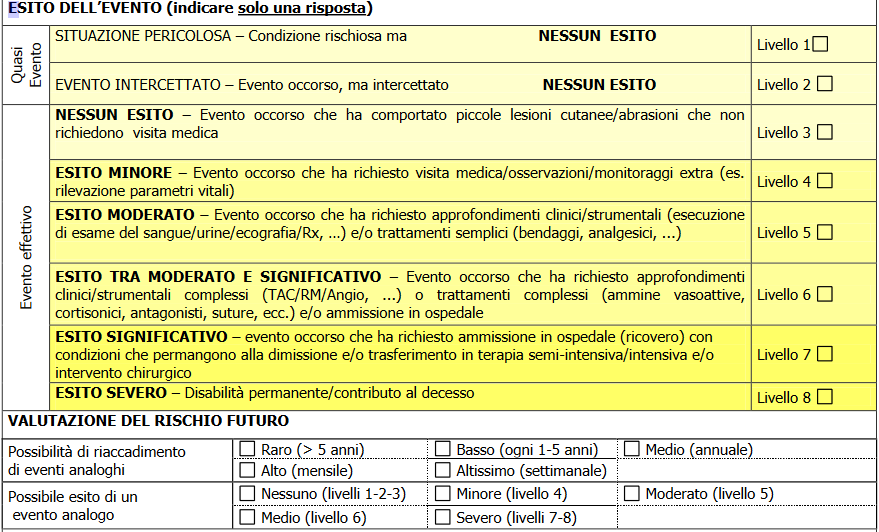 ESITO DELL'EVENTO (indicare solo una risposta)
Quasi
Evento
SITUAZIONE PERICOLOSA – Condizione rischiosa ma NESSUN ESITO
Livello 1
EVENTO INTERCETTATO – Evento occorso, ma intercettato NESSUN ESITO
Livello 2
Evento effettivo
NESSUN ESITO – Evento occorso che ha comportato piccole lesioni cutanee/abrasioni che non
richiedono visita medica
Livello 3
ESITO MINORE – Evento occorso che ha richiesto visita medica/osservazioni/monitoraggi extra (es.
rilevazione parametri vitali)
Livello 4
ESITO MODERATO – Evento occorso che ha richiesto approfondimenti clinici/strumentali (esecuzione
di esame del sangue/urine/ecografia/Rx, …) e/o trattamenti semplici (bendaggi, analgesici, ...)
Livello 5
ESITO TRA MODERATO E SIGNIFICATIVO – Evento occorso che ha richiesto approfondimenti
clinici/strumentali complessi (TAC/RM/Angio, ...) o trattamenti complessi (ammine vasoattive,
cortisonici, antagonisti, suture, ecc.) e/o ammissione in ospedale
Livello 6
ESITO SIGNIFICATIVO – evento occorso che ha richiesto ammissione in ospedale (ricovero) con
condizioni che permangono alla dimissione e/o trasferimento in terapia semi-intensiva/intensiva e/o
intervento chirurgico
Livello 7
ESITO SEVERO – Disabilità permanente/contributo al decesso
Livello 8
VALUTAZIONE DEL RISCHIO FUTURO
Possibilità di riaccadimento
di eventi analoghi
Raro (> 5 anni)
Basso (ogni 1-5 anni)
Medio (annuale)
Alto (mensile)
Altissimo (settimanale)
Possibile esito di un
evento analogo
Nessuno (livelli 1-2-3)
Minore (livello 4)
Moderato (livello 5)
Medio (livello 6)
Severo (livelli 7-8)